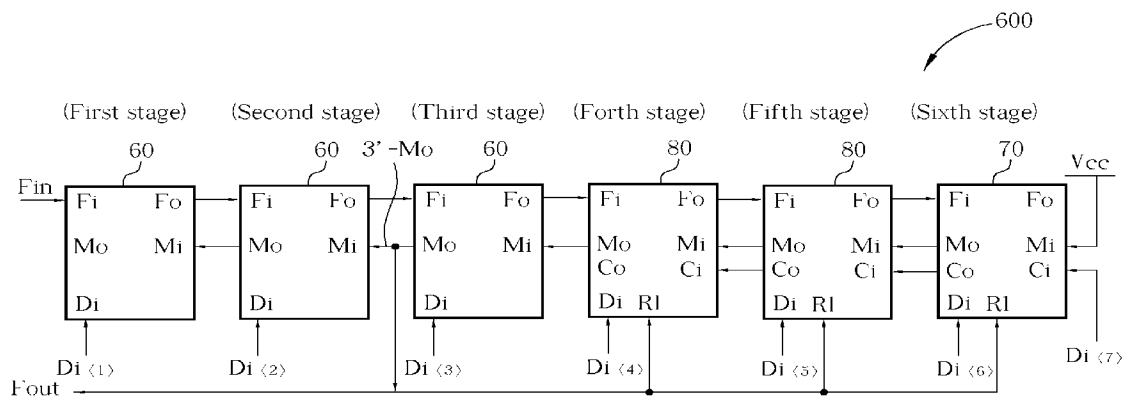 600
(First stage) (Second stage) (Third stage) (Forth stage) (Fifth stage) (Sixth stage)
60 60 3'-Mo 60 80 80 70 Vcc
Fin Fi Fo Fi Fo Fi Fo Fi Fo Fi Fo Fi Fo
Mo Mi Mo Mi Mo Mi Mo Mi Mo Mi Mo Mi
Co Ci Co Ci Co Ci
Di Di Di Di RI Di RI Di RI
Di〈1〉 Di〈2〉 Di〈3〉 Di〈4〉 Di〈5〉 Di〈6〉 Di〈7〉
Fout